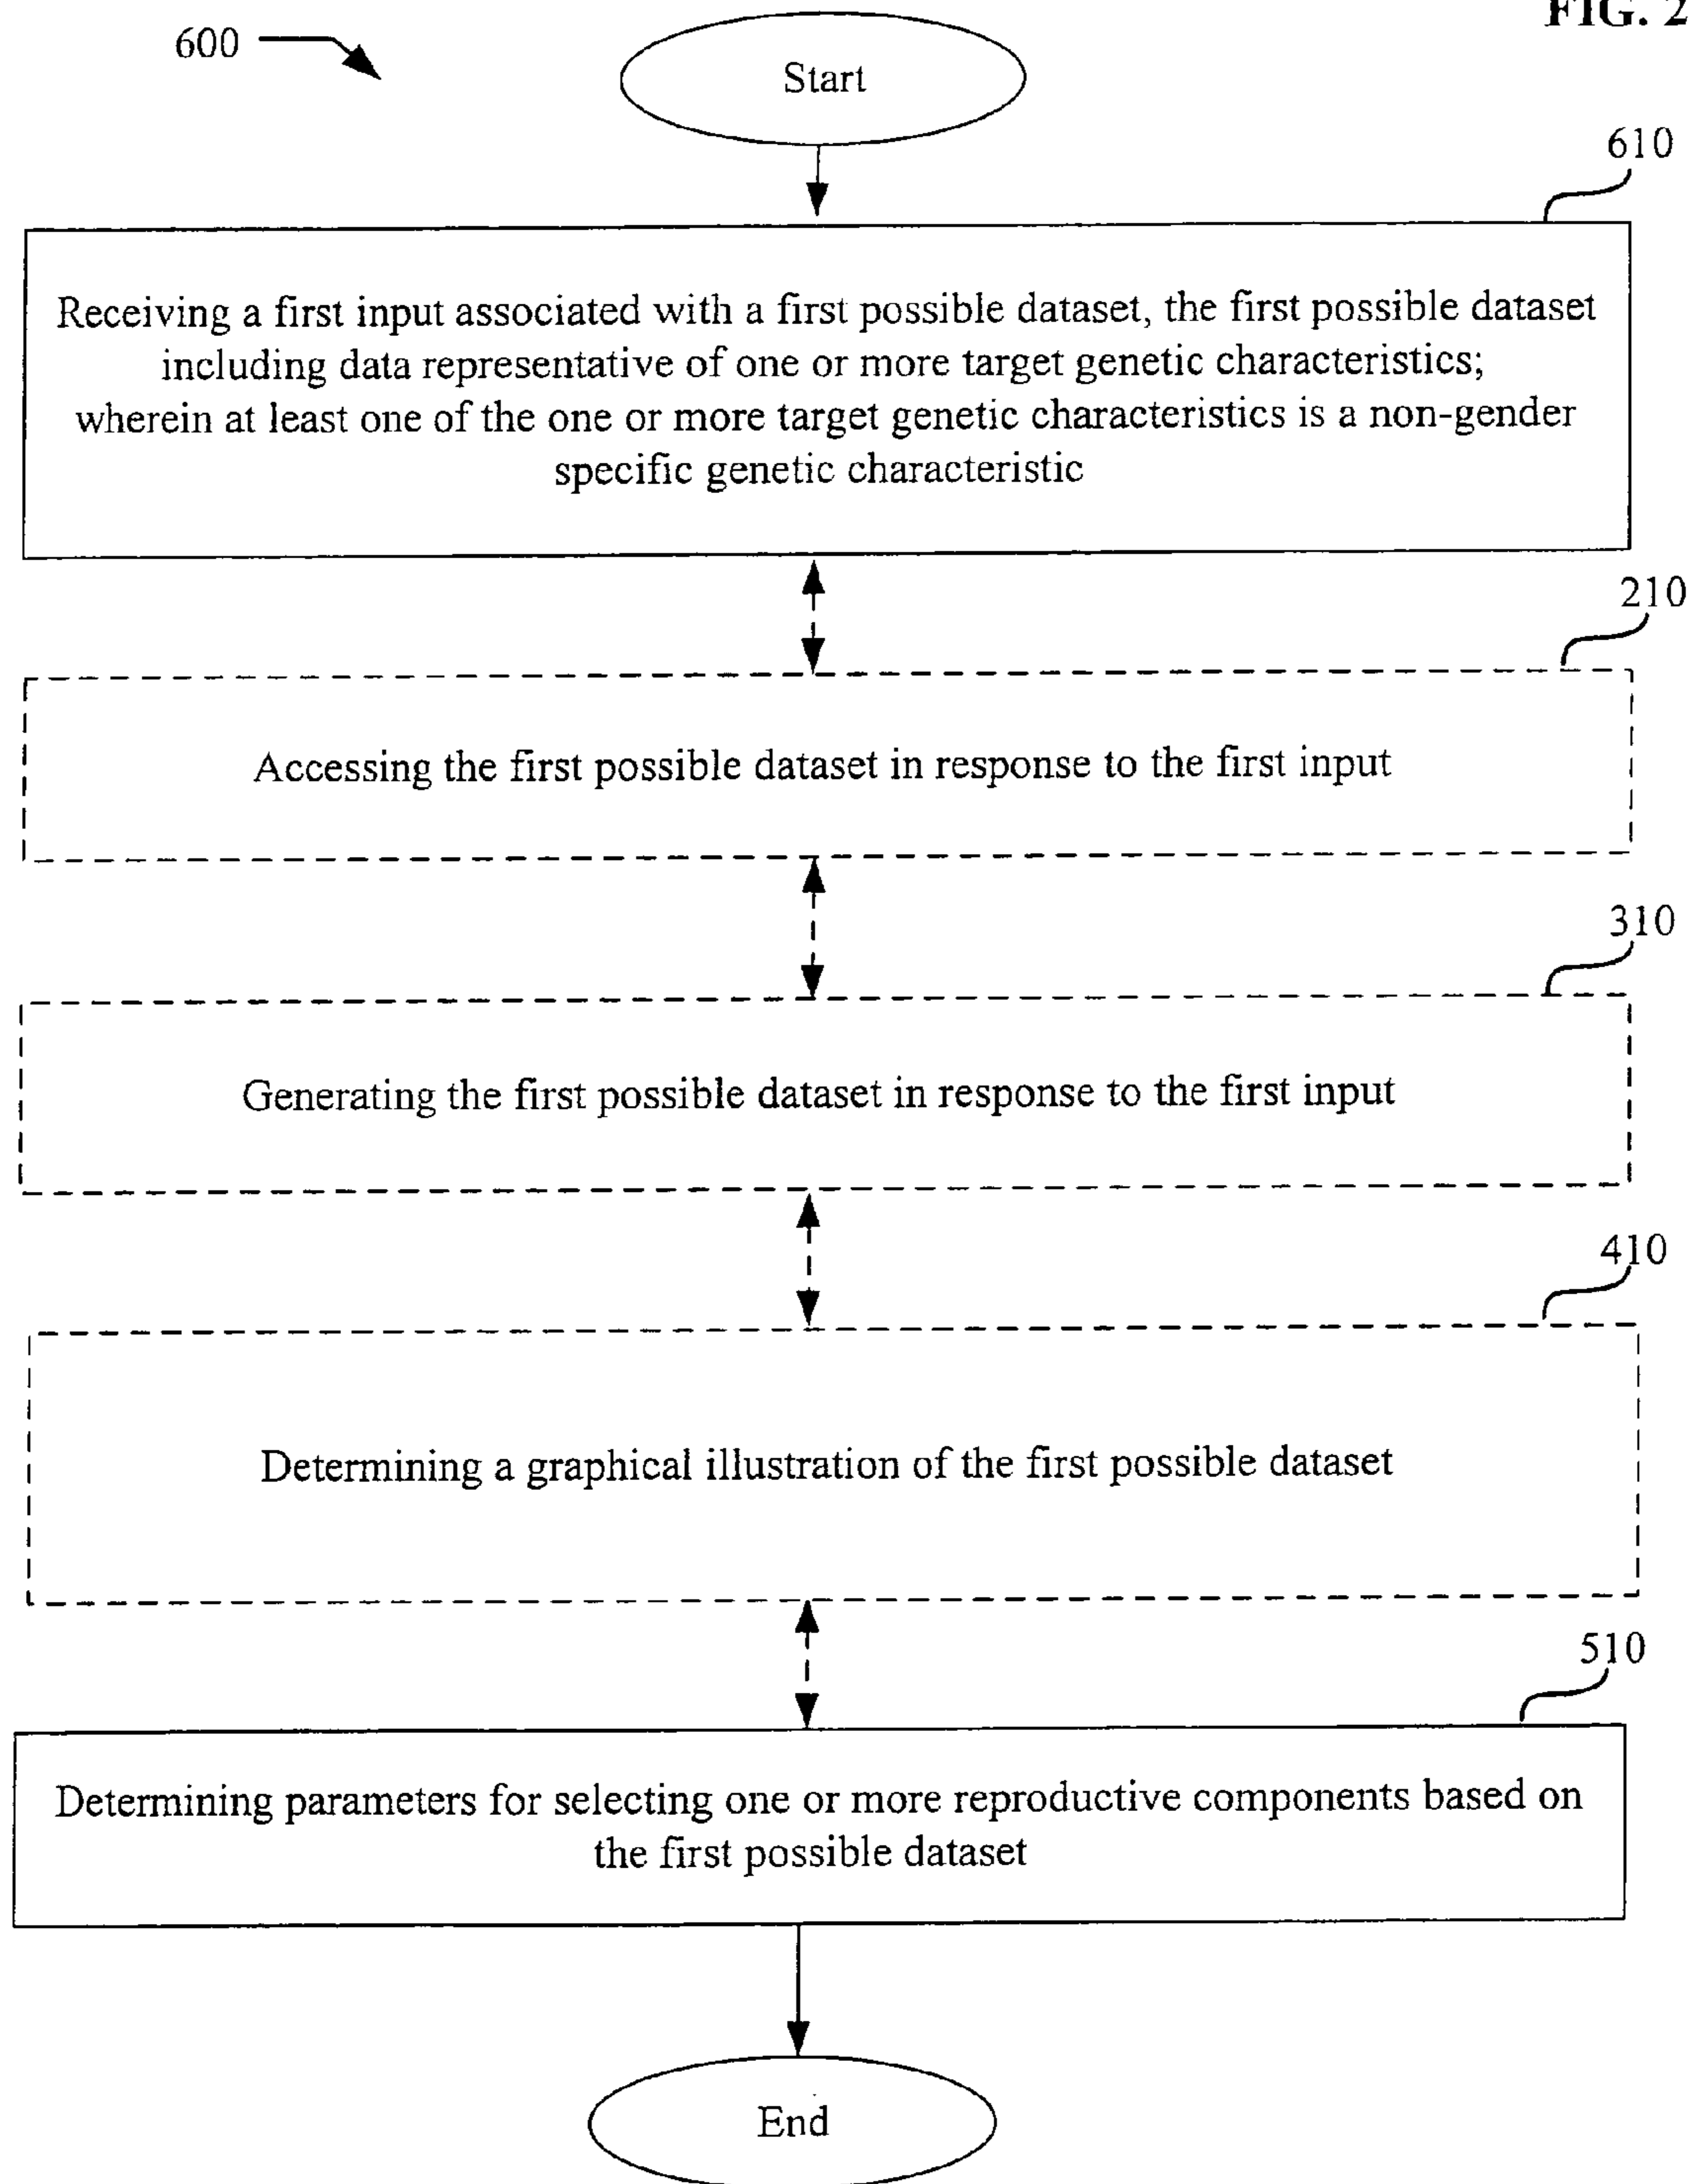 FIG. 2
600
Start
610
Receiving a first input associated with a first possible dataset, the first possible dataset
including data representative of one or more target genetic characteristics;
wherein at least one of the one or more target genetic characteristics is a non-gender
specific genetic characteristic
210
Accessing the first possible dataset in response to the first input
310
Generating the first possible dataset in response to the first input
410
Determining a graphical illustration of the first possible dataset
510
Determining parameters for selecting one or more reproductive components based on
the first possible dataset
End